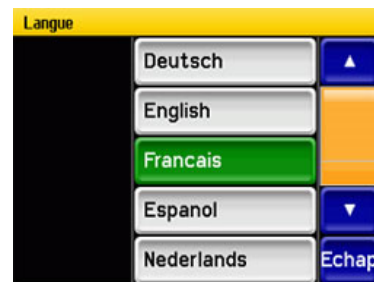 Langue
Deutsch
▲
English
Francais
Espanol
▼
Nederlands
Echap